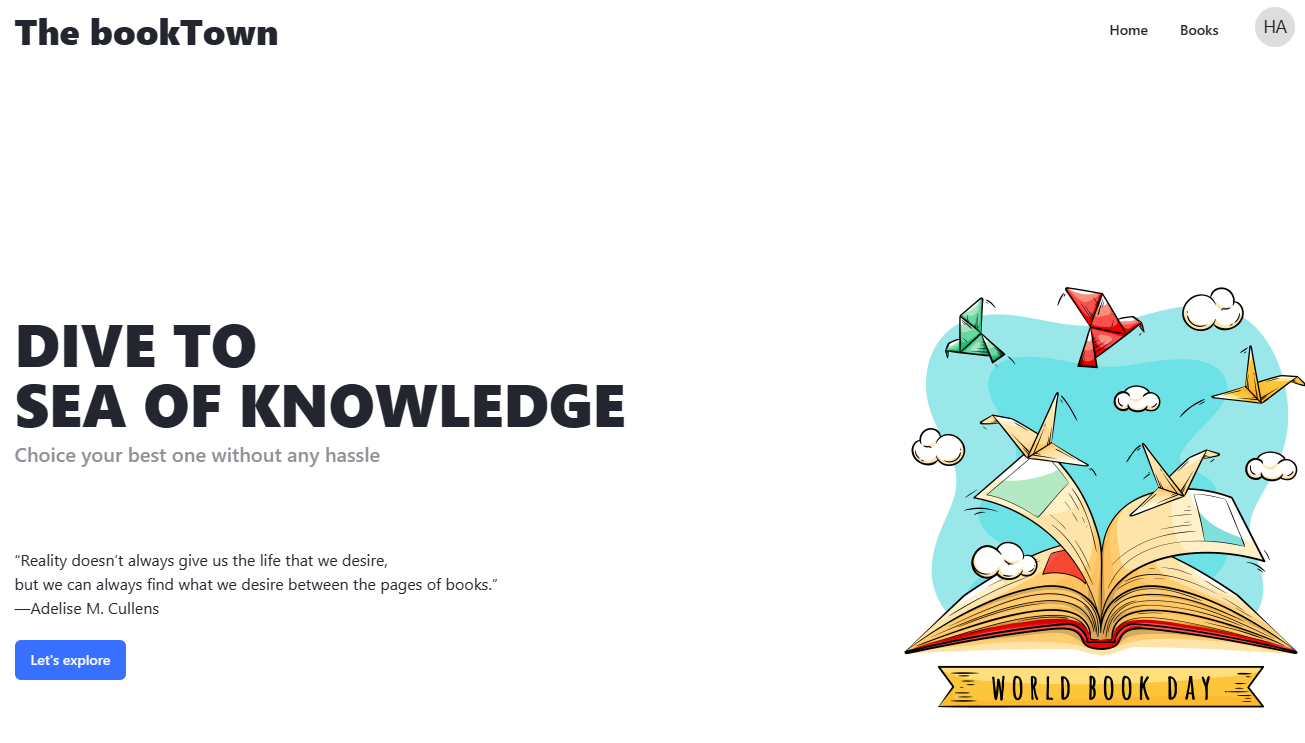 The bookTown
Home
Books
HA
DIVE TO
SEA OF KNOWLEDGE
Choice your best one without any hassle
“Reality doesn’t always give us the life that we desire,
but we can always find what we desire between the pages of books.”
—Adelise M. Cullens
Let's explore
WORLD BOOK DAY